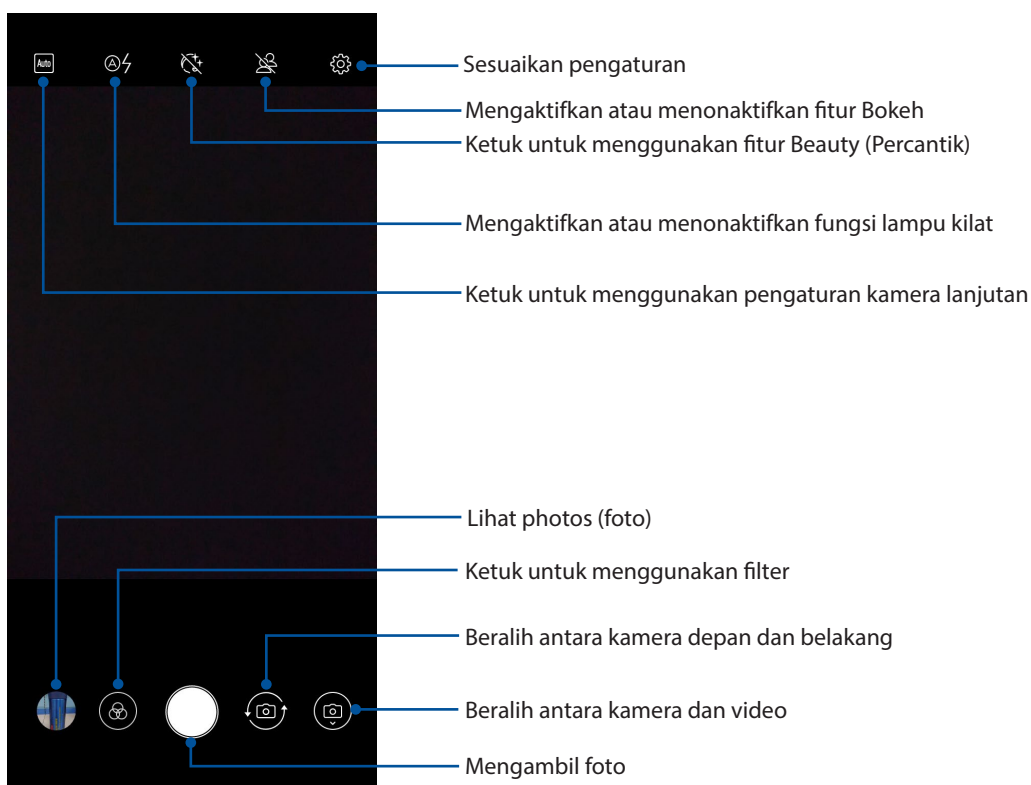 Auto
Sesuaikan pengaturan
Mengaktifkan atau menonaktifkan fitur Bokeh
Ketuk untuk menggunakan fitur Beauty (Percantik)
Mengaktifkan atau menonaktifkan fungsi lampu kilat
Ketuk untuk menggunakan pengaturan kamera lanjutan
Lihat photos (foto)
Ketuk untuk menggunakan filter
Beralih antara kamera depan dan belakang
Beralih antara kamera dan video
Mengambil foto